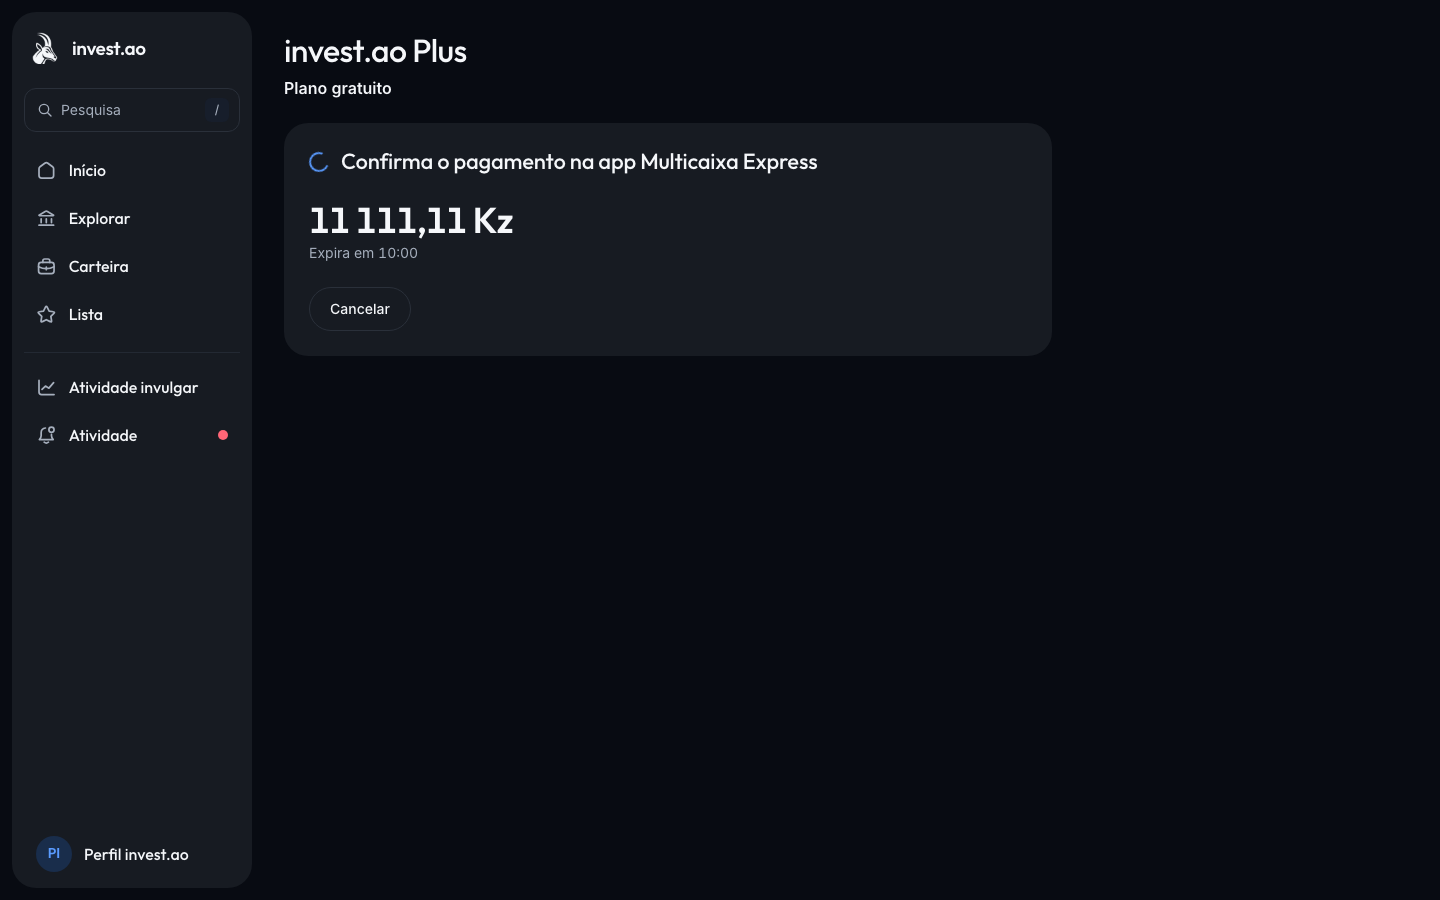 invest.ao
Pesquisa /
Início
Explorar
Carteira
Lista
Atividade invulgar
Atividade
PI Perfil invest.ao
invest.ao Plus
Plano gratuito
Confirma o pagamento na app Multicaixa Express
11 111,11 Kz
Expira em 10:00
Cancelar